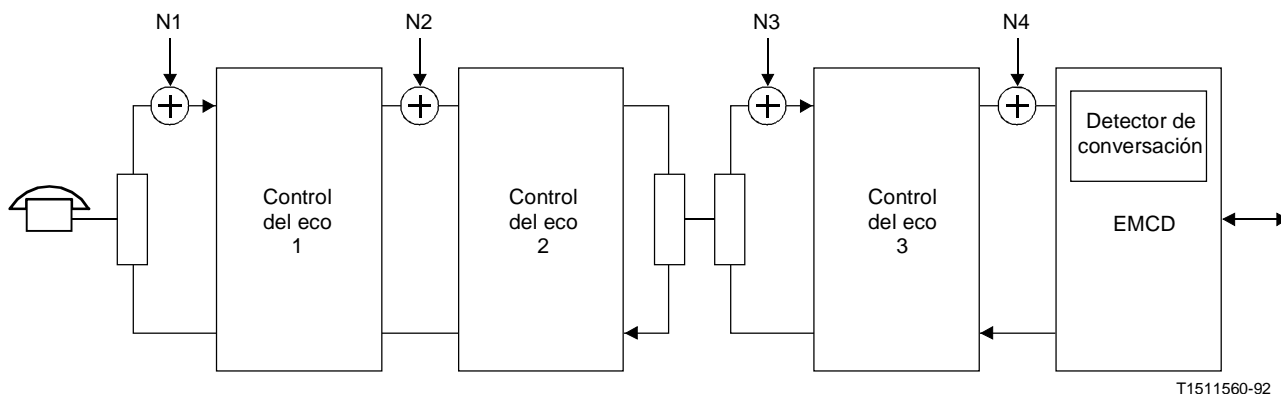 N1
N2
N3
N4
Control
del eco
1
Control
del eco
2
Control
del eco
3
Detector de
conversación
EMCD
T1511560-92